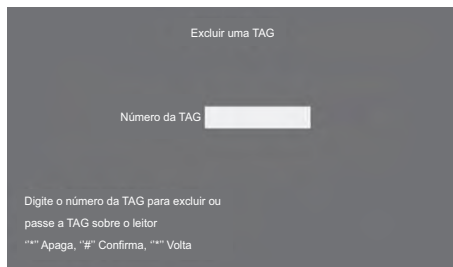 Excluir uma TAG
Número da TAG
Digite o número da TAG para excluir ou
passe a TAG sobre o leitor
‘‘*’’ Apaga, ‘‘#’’ Confirma, ‘‘*’’ Volta